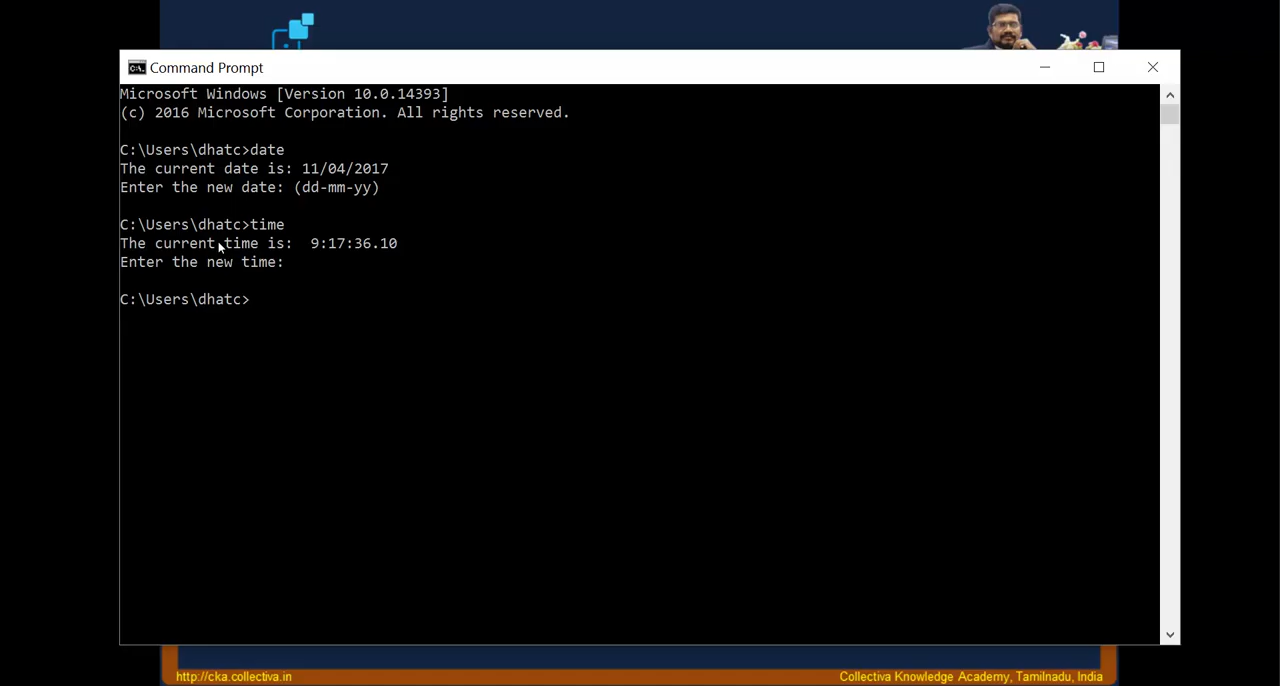 Command Prompt
Microsoft Windows [Version 10.0.14393]
(c) 2016 Microsoft Corporation. All rights reserved.
C:\Users\dhatc>date
The current date is: 11/04/2017
Enter the new date: (dd-mm-yy)
C:\Users\dhatc>time
The current time is:  9:17:36.10
Enter the new time:
C:\Users\dhatc>
http://cka.collectiva.in
Collectiva Knowledge Academy, Tamilnadu, India